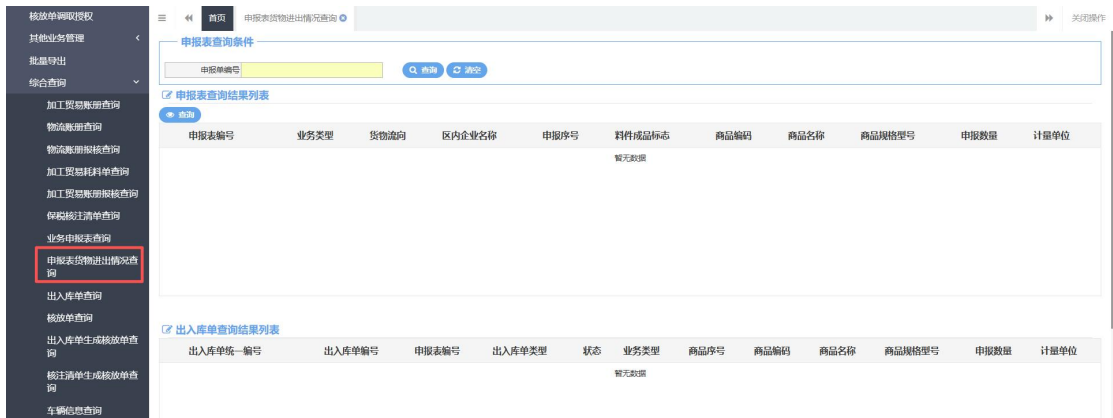 核放单调取授权
其他业务管理
批量导出
综合查询
加工贸易账册查询
物流账册查询
物流账册报核查询
加工贸易耗料单查询
加工贸易账册报核查询
保税核注清单查询
业务申报表查询
申报表货物进出情况查
询
出入库单查询
核放单查询
出入库单生成核放单查
询
核注清单生成核放单查
询
车辆信息查询
首页 申报表货物进出情况查询 关闭操作
申报表查询条件
申报单编号 查询 清空
申报表查询结果列表
查询
申报表编号 业务类型 货物流向 区内企业名称 申报序号 料件成品标志 商品编码 商品名称 商品规格型号 申报数量 计量单位
暂无数据
出入库单查询结果列表
出入库单统一编号 出入库单编号 申报表编号 出入库单类型 状态 业务类型 商品序号 商品编码 商品名称 商品规格型号 申报数量 计量单位
暂无数据